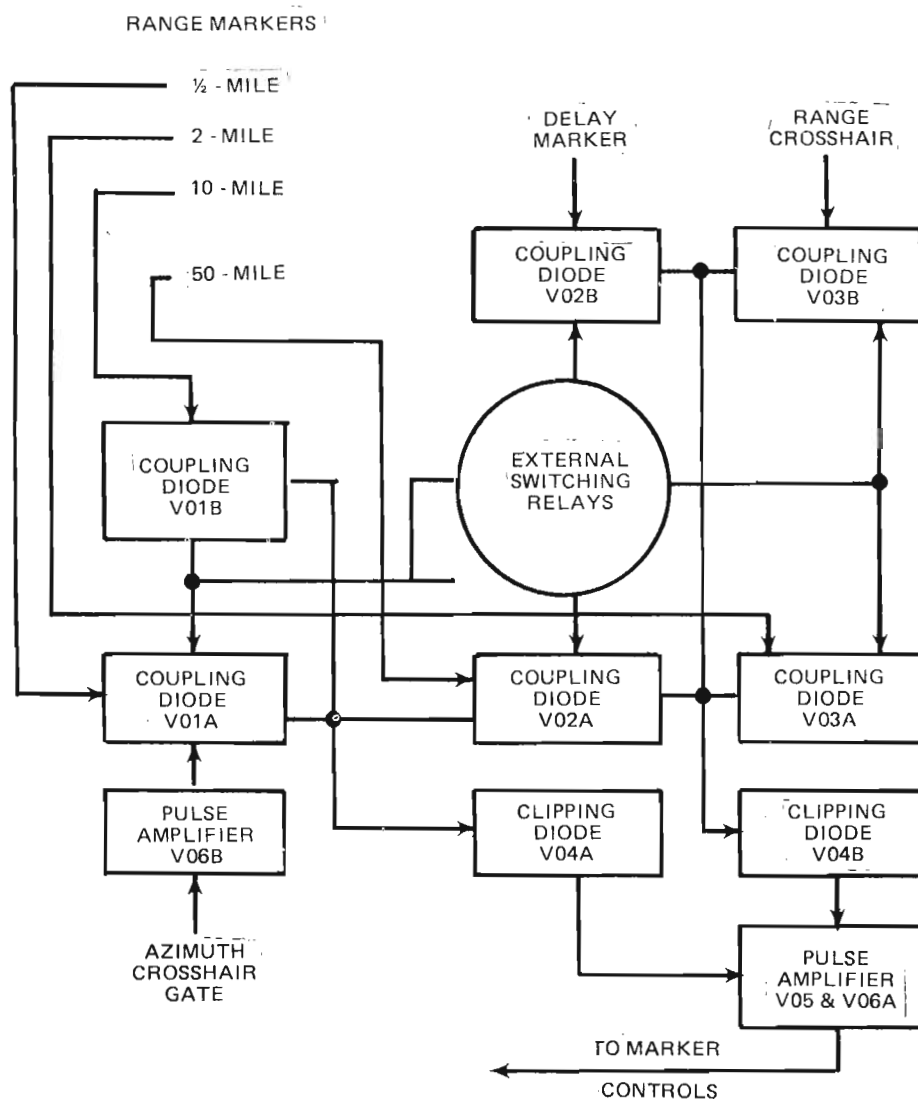 RANGE MARKERS
½ - MILE
2 - MILE
10 - MILE
50 - MILE
DELAY
MARKER
RANGE
CROSSHAIR
COUPLING
DIODE
V02B
COUPLING
DIODE
V03B
COUPLING
DIODE
V01B
EXTERNAL
SWITCHING
RELAYS
COUPLING
DIODE
V01A
COUPLING
DIODE
V02A
COUPLING
DIODE
V03A
PULSE
AMPLIFIER
V06B
CLIPPING
DIODE
V04A
CLIPPING
DIODE
V04B
AZIMUTH
CROSSHAIR
GATE
PULSE
AMPLIFIER
V05 & V06A
TO MARKER
CONTROLS